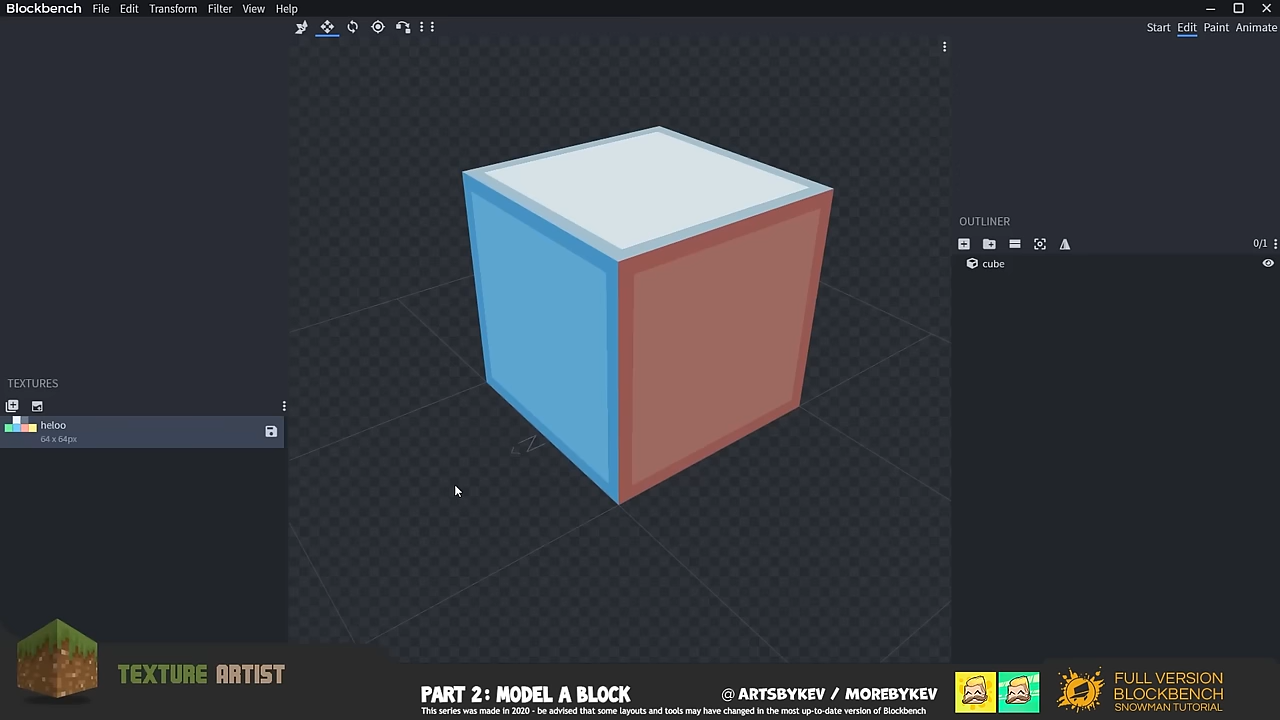 Blockbench File Edit Transform Filter View Help
Start Edit Paint Animate
OUTLINER
0/1
cube
TEXTURES
heloo
64 x 64px
Z
TEXTURE ARTIST
PART 2: MODEL A BLOCK
@ARTSBYKEV / MOREBYKEV
This series was made in 2020 - be advised that some layouts and tools may have changed in the most up-to-date version of Blockbench
FULL VERSION
BLOCKBENCH
SNOWMAN TUTORIAL